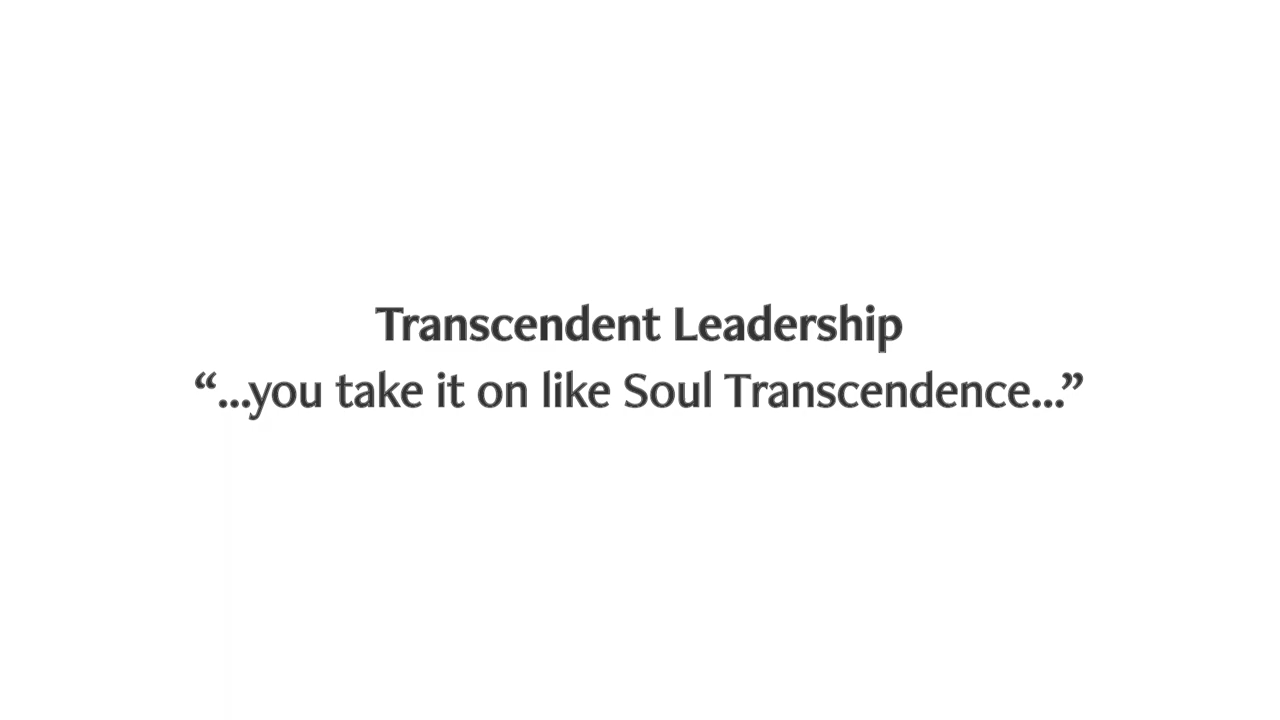 Transcendent Leadership
“...you take it on like Soul Transcendence...”